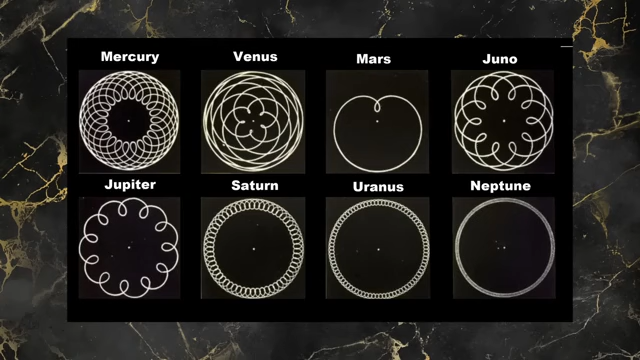 Mercury
Venus
Mars
Juno
Jupiter
Saturn
Uranus
Neptune